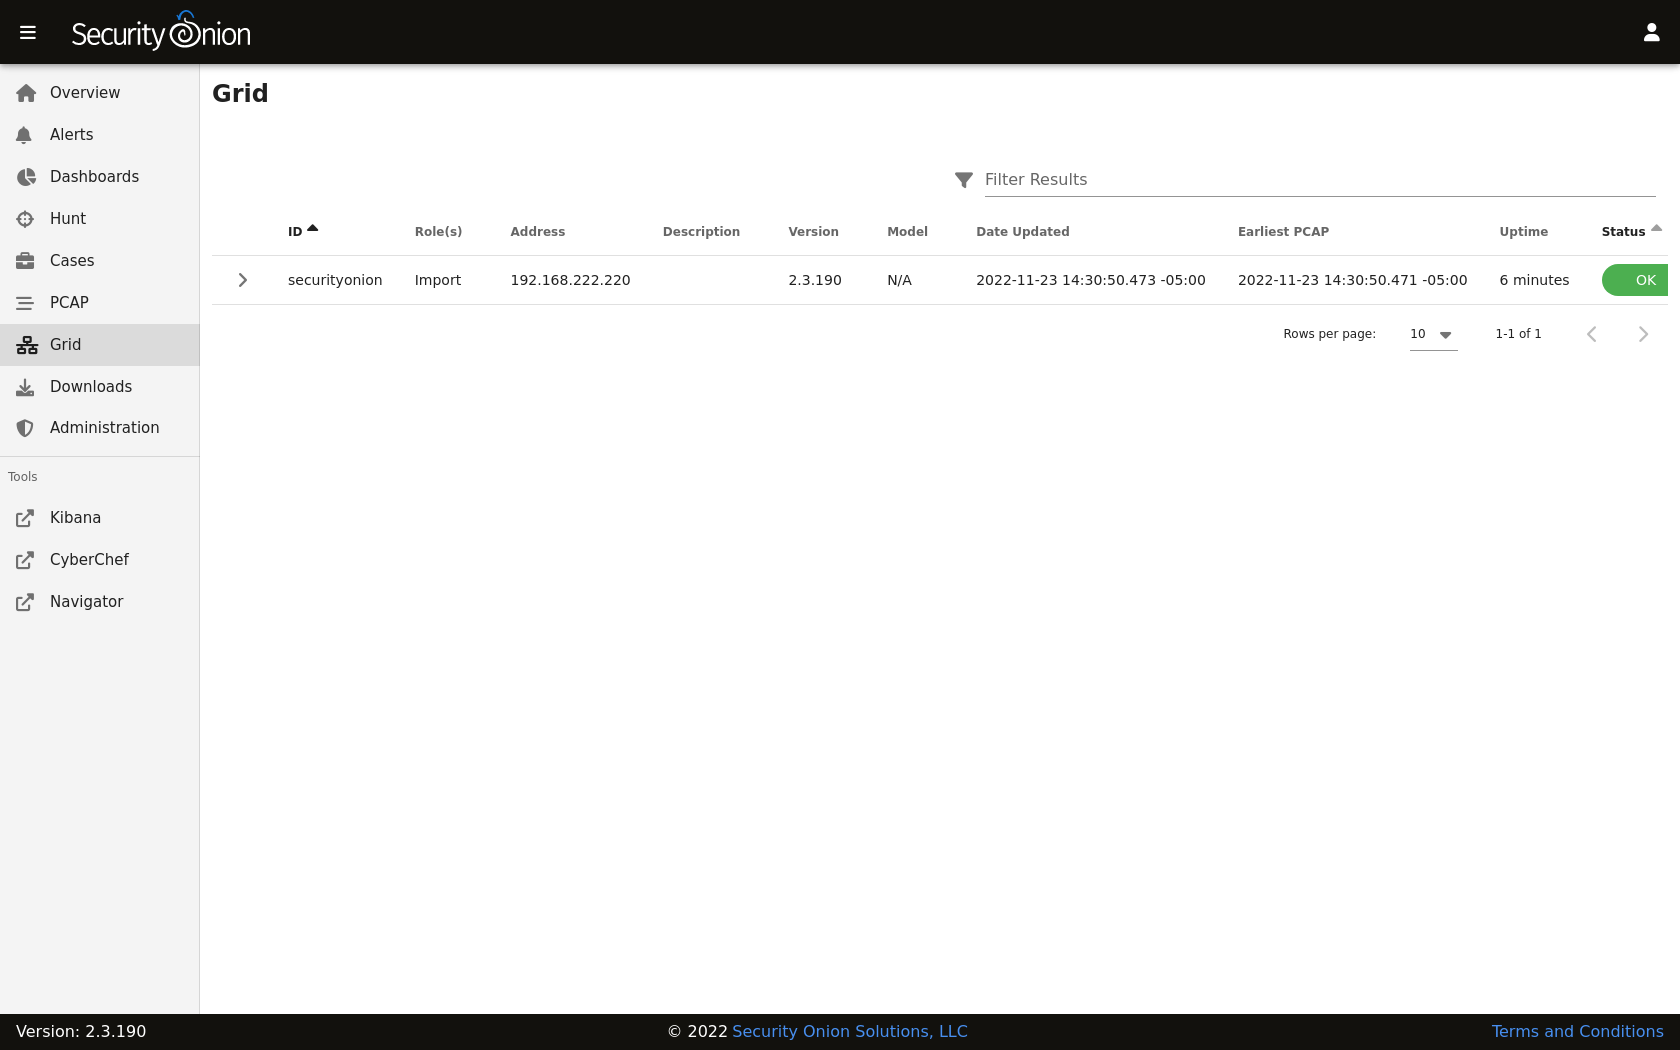 Security Onion
Overview
Alerts
Dashboards
Hunt
Cases
PCAP
Grid
Downloads
Administration
Tools
Kibana
CyberChef
Navigator
Grid
Filter Results
ID Role(s) Address Description Version Model Date Updated Earliest PCAP Uptime Status
securityonion Import 192.168.222.220 2.3.190 N/A 2022-11-23 14:30:50.473 -05:00 2022-11-23 14:30:50.471 -05:00 6 minutes OK
Rows per page: 10 1-1 of 1
Version: 2.3.190 © 2022 Security Onion Solutions, LLC Terms and Conditions